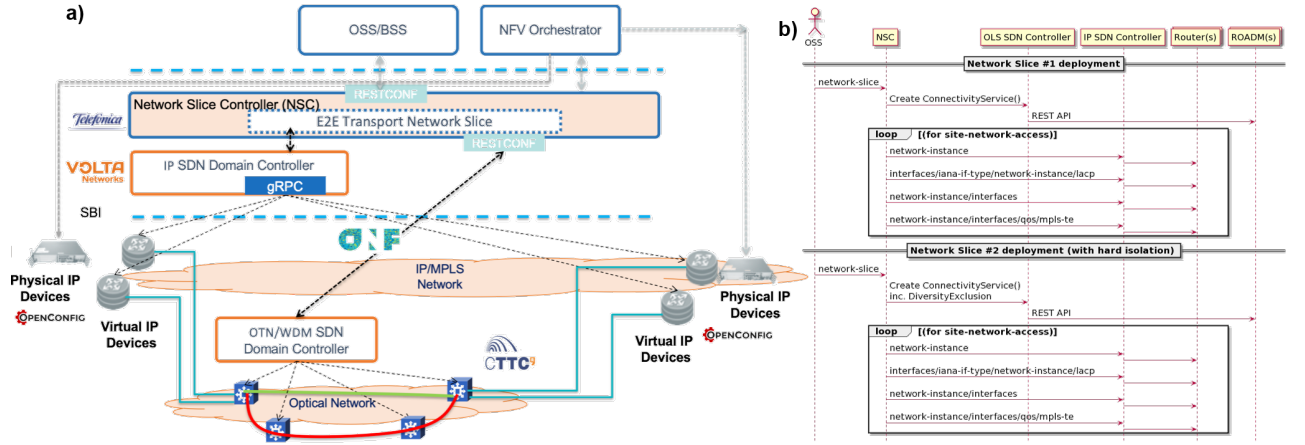 a)
OSS/BSS
NFV Orchestrator
RESTCONF
Network Slice Controller (NSC)
Telefónica
E2E Transport Network Slice
RESTCONF
VOLTA
Networks
IP SDN Domain Controller
gRPC
SBI
ONF
IP/MPLS
Network
Physical IP
Devices
OPENCONFIG
Virtual IP
Devices
Physical IP
Devices
OPENCONFIG
Virtual IP
Devices
OTN/WDM SDN
Domain Controller
CTTC9
Optical Network
b)
OSS
NSC
OLS SDN Controller
IP SDN Controller
Router(s)
ROADM(s)
Network Slice #1 deployment
network-slice
Create ConnectivityService()
REST API
loop [(for site-network-access)]
network-instance
interfaces/iana-if-type/network-instance/lacp
network-instance/interfaces
network-instance/interfaces/qos/mpls-te
Network Slice #2 deployment (with hard isolation)
network-slice
Create ConnectivityService()
inc. DiversityExclusion
REST API
loop [(for site-network-access)]
network-instance
interfaces/iana-if-type/network-instance/lacp
network-instance/interfaces
network-instance/interfaces/qos/mpls-te